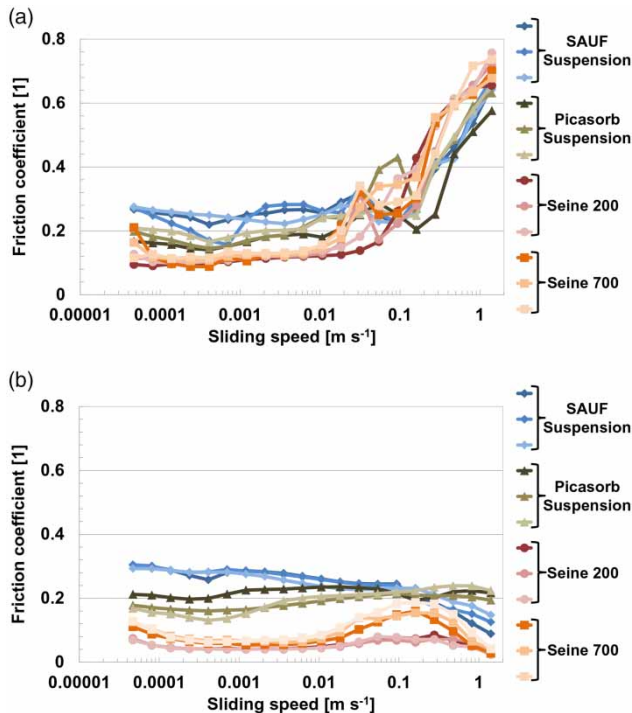 (a)
0.8
0.6
0.4
0.2
0
Friction coefficient [1]
0.00001
0.0001
0.001
0.01
0.1
1
Sliding speed [m s-1]
SAUF
Suspension
Picasorb
Suspension
Seine 200
Seine 700
(b)
0.8
0.6
0.4
0.2
0
Friction coefficient [1]
0.00001
0.0001
0.001
0.01
0.1
1
Sliding speed [m s-1]
SAUF
Suspension
Picasorb
Suspension
Seine 200
Seine 700